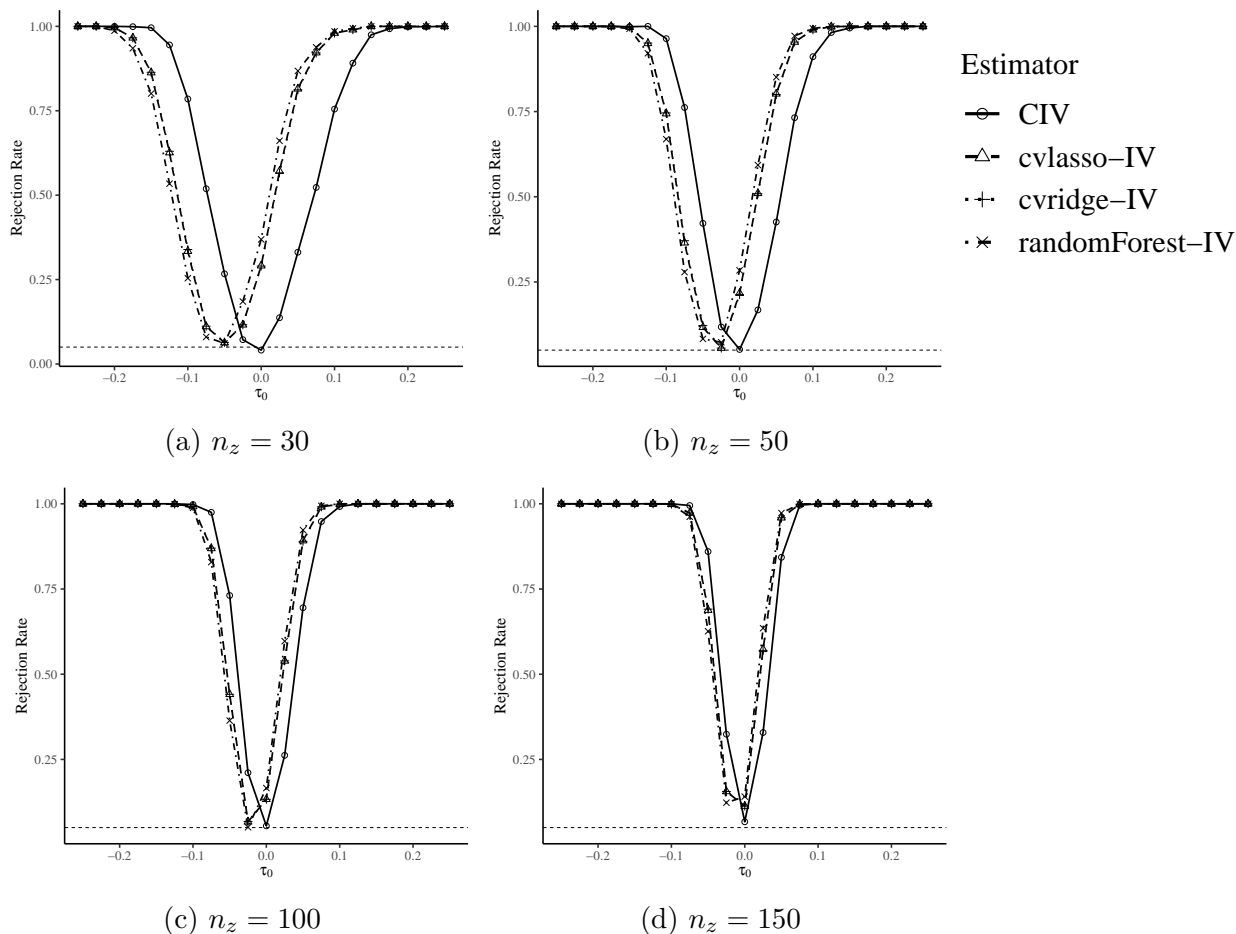 1.00
0.75
0.50
0.25
0.00
Rejection Rate
−0.2 −0.1 0.0 0.1 0.2
τ0
(a) nz = 30
1.00
0.75
0.50
0.25
Rejection Rate
−0.2 −0.1 0.0 0.1 0.2
τ0
(b) nz = 50
Estimator
CIV
cvlasso−IV
cvridge−IV
randomForest−IV
1.00
0.75
0.50
0.25
Rejection Rate
−0.2 −0.1 0.0 0.1 0.2
τ0
(c) nz = 100
1.00
0.75
0.50
0.25
Rejection Rate
−0.2 −0.1 0.0 0.1 0.2
τ0
(d) nz = 150